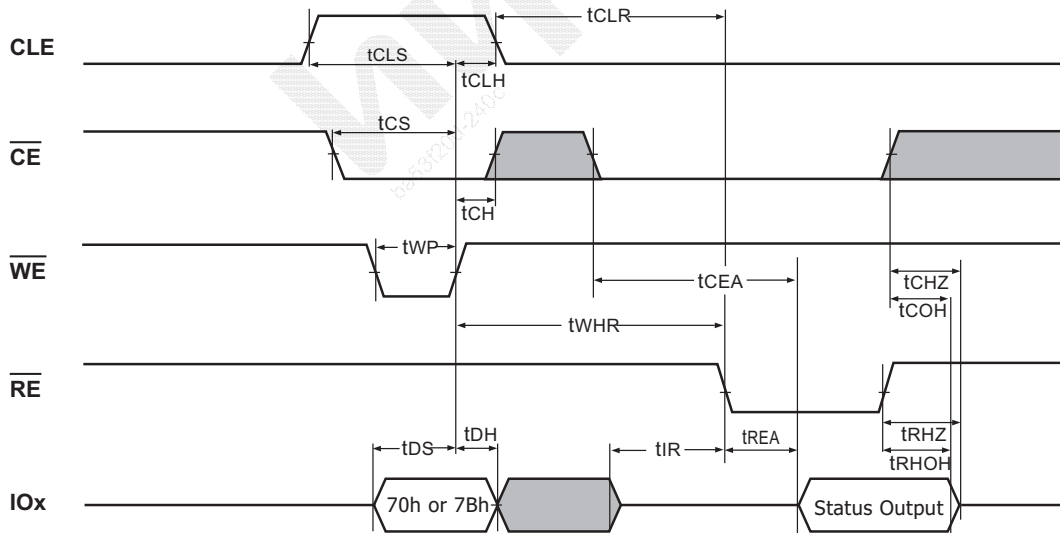 tCLR
CLE
tCLS
tCLH
tCS
CE
tCH
tWP
WE
tCEA
tCHZ
tCOH
tWHR
RE
tDS
tDH
tIR
tREA
tRHZ
tRHOH
IOx
70h or 7Bh
Status Output